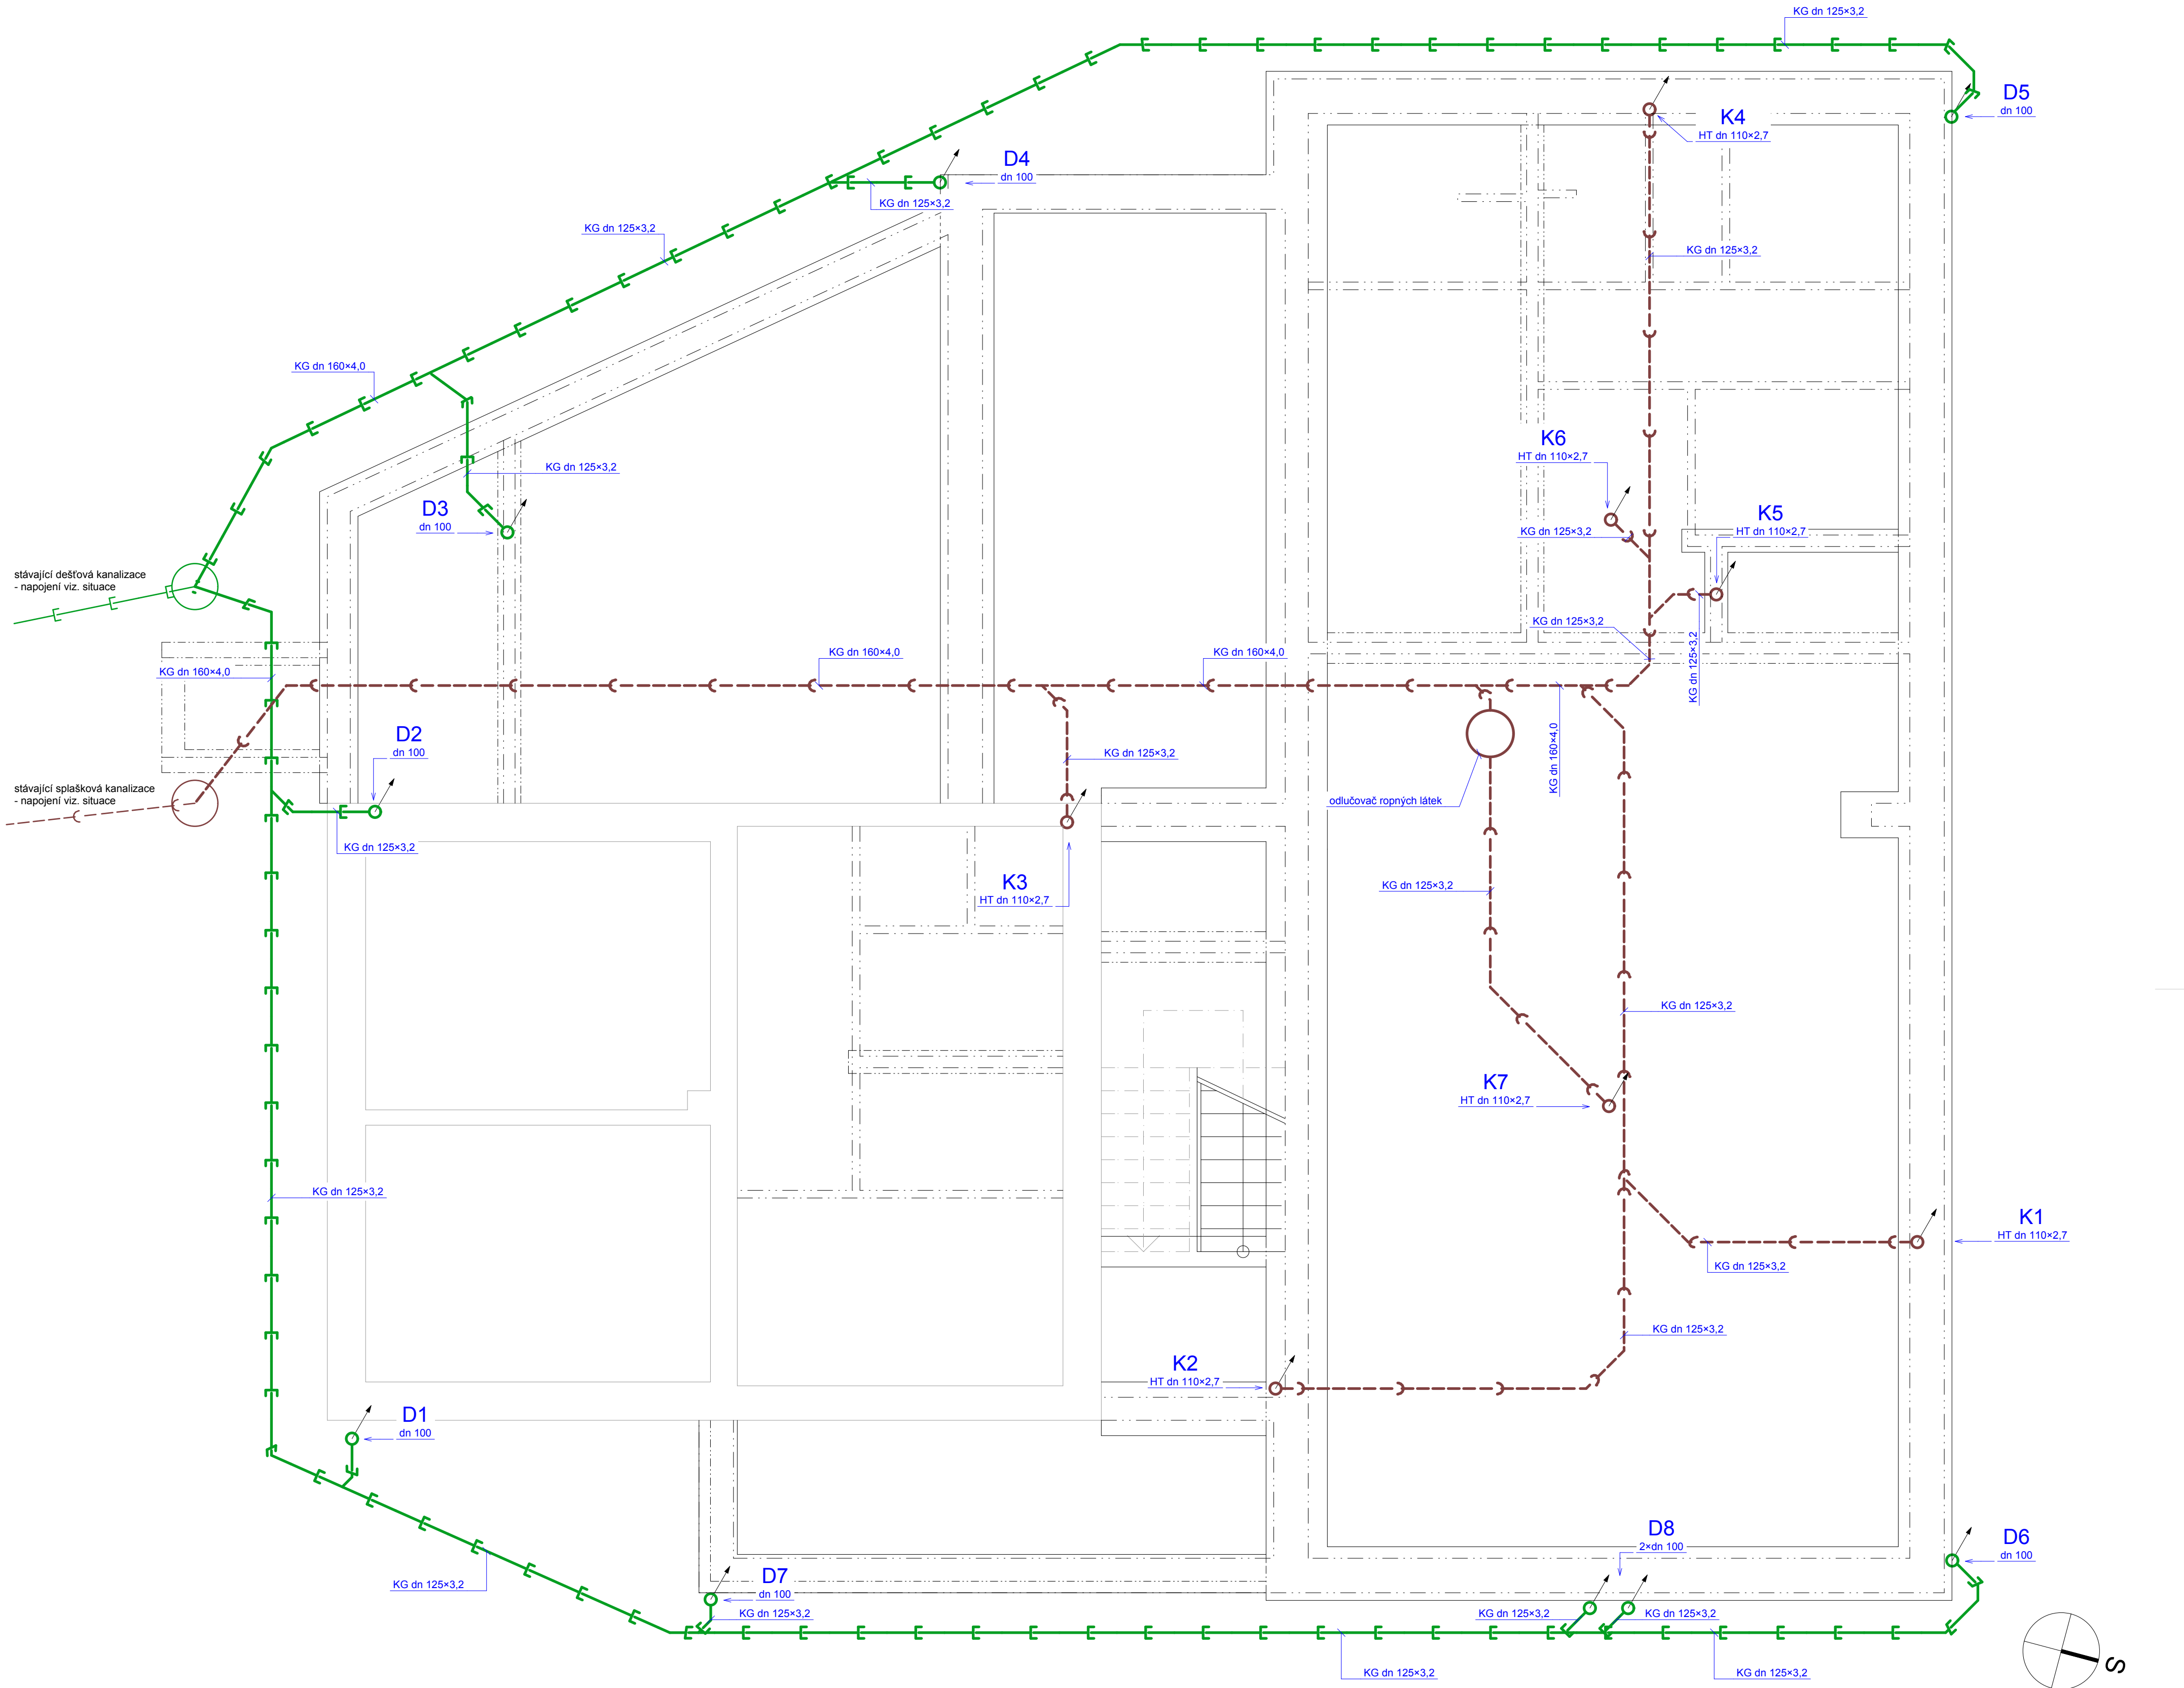 KG dn 125×3,2
D5
dn 100
K4
HT dn 110×2,7
D4
dn 100
KG dn 125×3,2
KG dn 125×3,2
KG dn 125×3,2
KG dn 160×4,0
K6
HT dn 110×2,7
KG dn 125×3,2
D3
dn 100
K5
HT dn 110×2,7
KG dn 125×3,2
stávající dešťová kanalizace
- napojení viz. situace
KG dn 125×3,2
KG dn 125×3,2
KG dn 160×4,0
KG dn 160×4,0
KG dn 160×4,0
D2
dn 100
KG dn 125×3,2
KG dn 160×4,0
stávající splašková kanalizace
- napojení viz. situace
odlučovač ropných látek
KG dn 125×3,2
K3
HT dn 110×2,7
KG dn 125×3,2
KG dn 125×3,2
K7
HT dn 110×2,7
KG dn 125×3,2
K1
HT dn 110×2,7
KG dn 125×3,2
KG dn 125×3,2
K2
HT dn 110×2,7
D1
dn 100
D8
2×dn 100
D6
dn 100
KG dn 125×3,2
D7
dn 100
KG dn 125×3,2
KG dn 125×3,2
KG dn 125×3,2
KG dn 125×3,2
KG dn 125×3,2
S